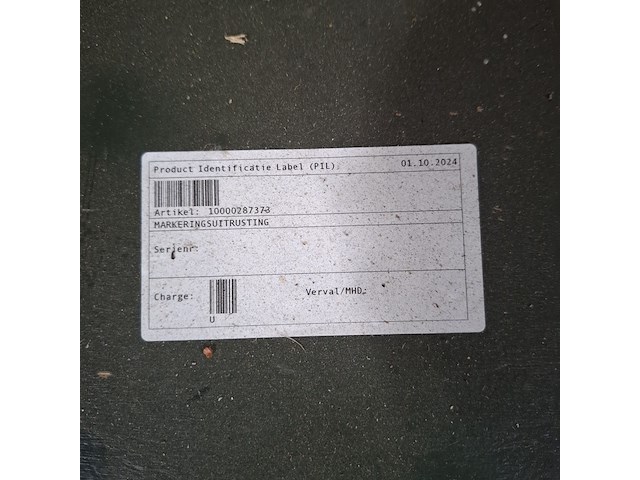 Product Identificatie Label (PIL). 01.10.2024
Artikel: 10000287373
MARKERINGSUITRUSTING
Serienr:
Charge: Verval/MHD:
U